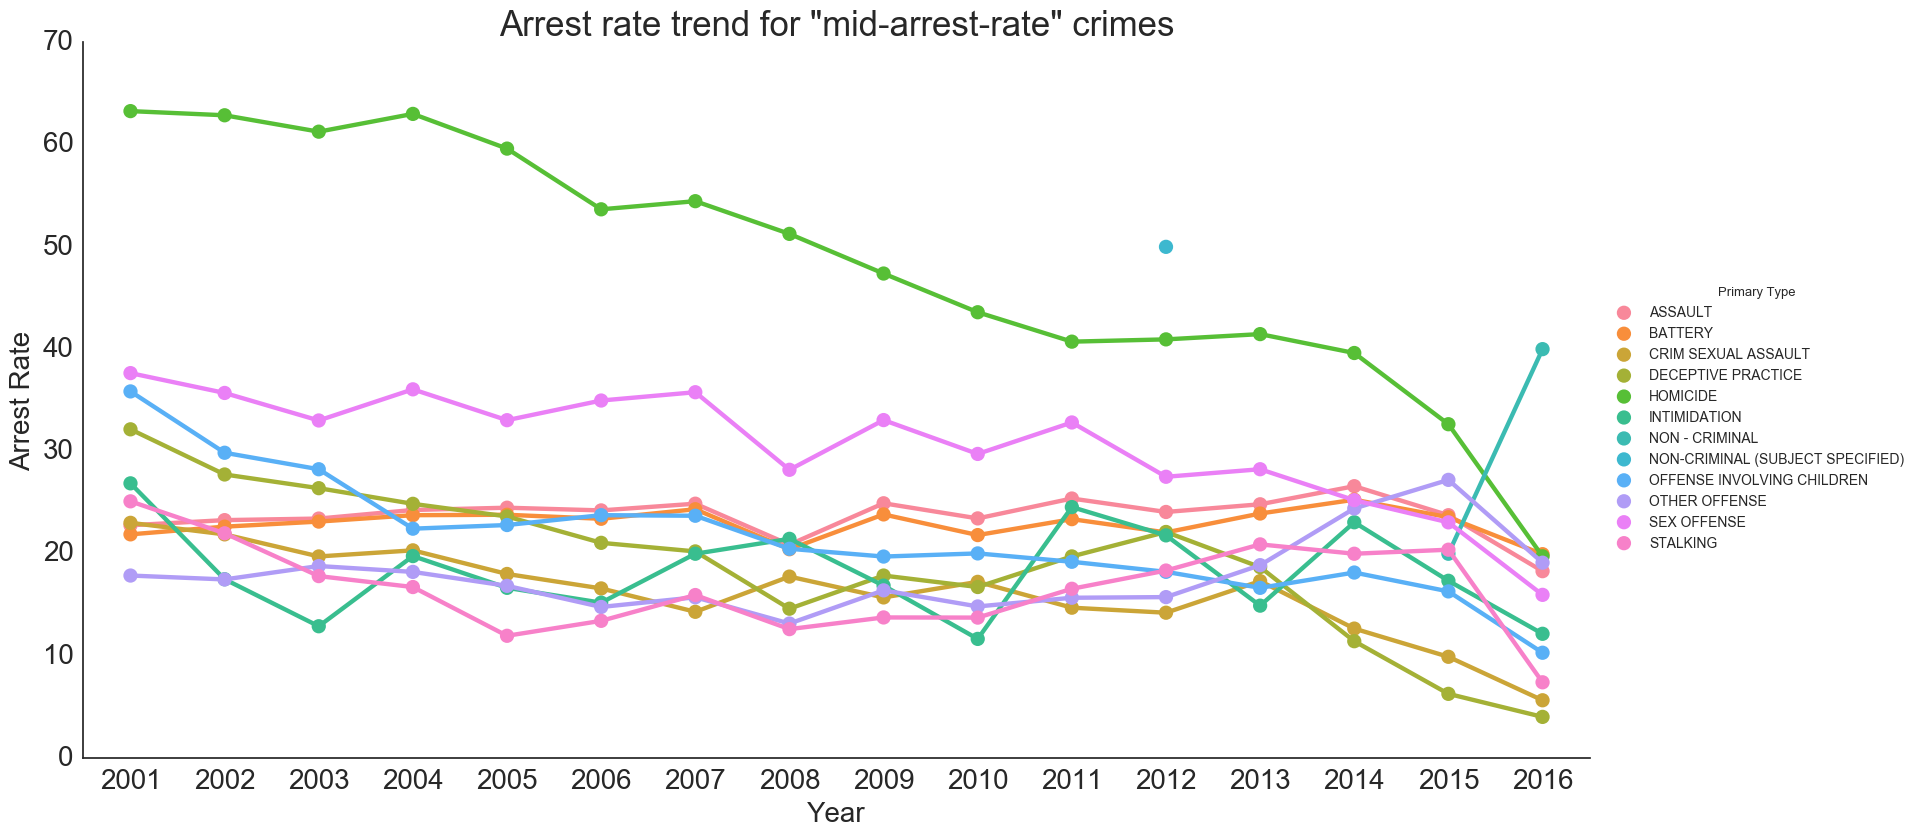 Arrest rate trend for "mid-arrest-rate" crimes
70
60
50
40
30
20
10
0
Arrest Rate
2001 2002 2003 2004 2005 2006 2007 2008 2009 2010 2011 2012 2013 2014 2015 2016
Year
Primary Type
ASSAULT
BATTERY
CRIM SEXUAL ASSAULT
DECEPTIVE PRACTICE
HOMICIDE
INTIMIDATION
NON - CRIMINAL
NON-CRIMINAL (SUBJECT SPECIFIED)
OFFENSE INVOLVING CHILDREN
OTHER OFFENSE
SEX OFFENSE
STALKING